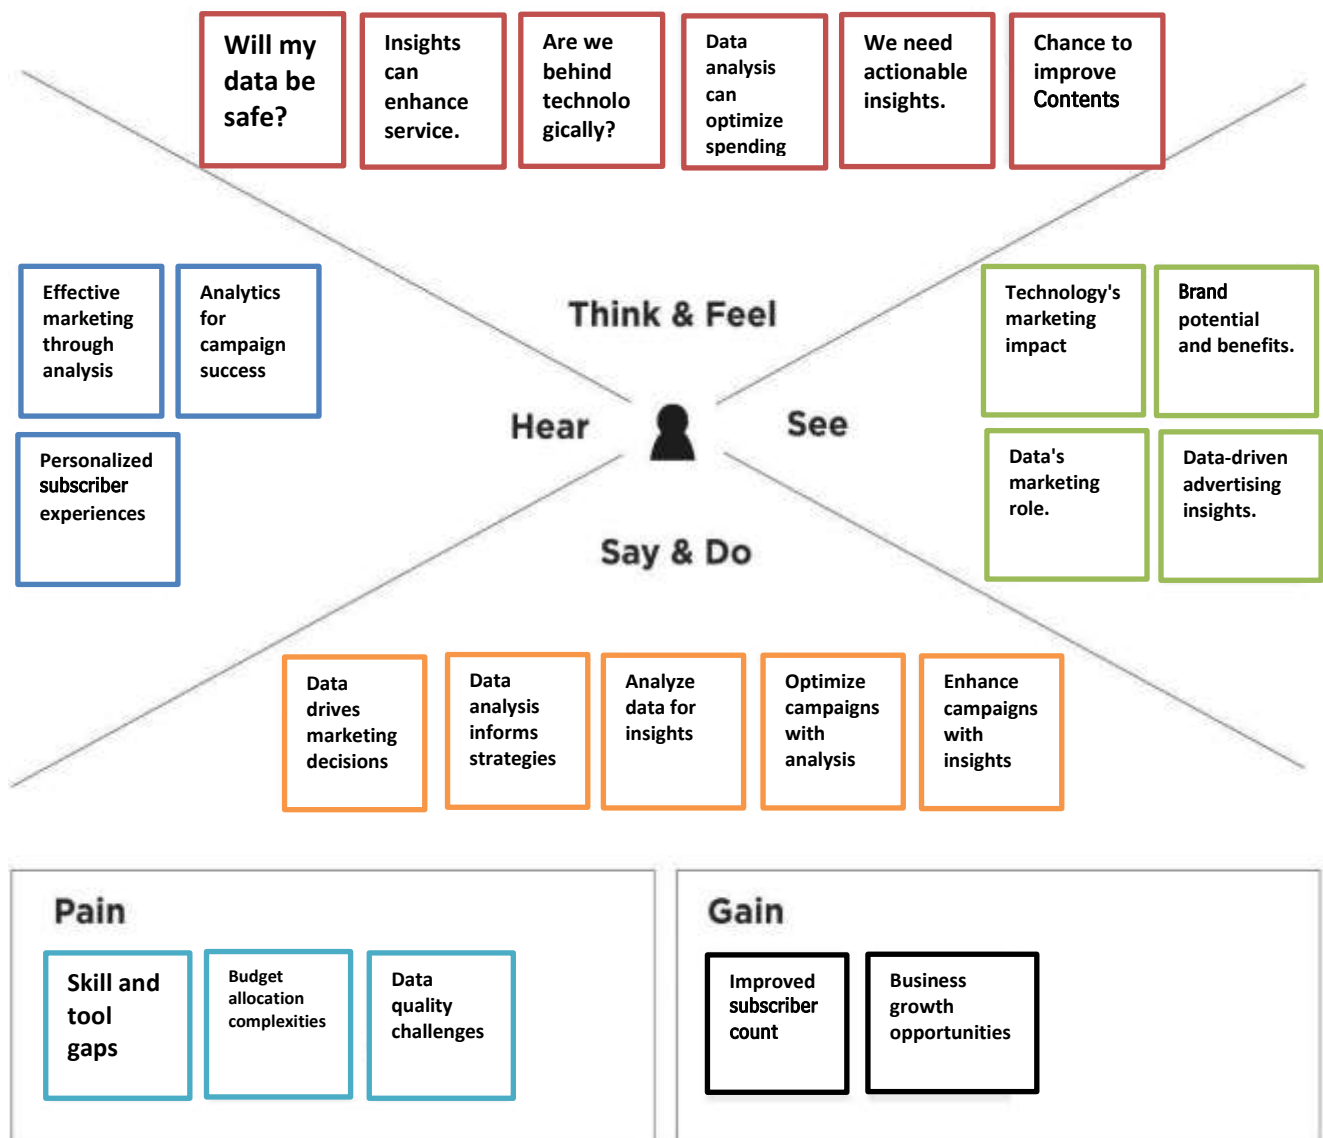 Will my
data be
safe?
Insights
can
enhance
service.
Are we
behind
technolo
gically?
Data
analysis
can
optimize
spending
We need
actionable
insights.
Chance to
improve
Contents
Think & Feel
Effective
marketing
through
analysis
Analytics
for
campaign
success
Personalized
subscriber
experiences
Hear
See
Technology's
marketing
impact
Brand
potential
and benefits.
Data's
marketing
role.
Data-driven
advertising
insights.
Say & Do
Data
drives
marketing
decisions
Data
analysis
informs
strategies
Analyze
data for
insights
Optimize
campaigns
with
analysis
Enhance
campaigns
with
insights
Pain
Skill and
tool
gaps
Budget
allocation
complexities
Data
quality
challenges
Gain
Improved
subscriber
count
Business
growth
opportunities